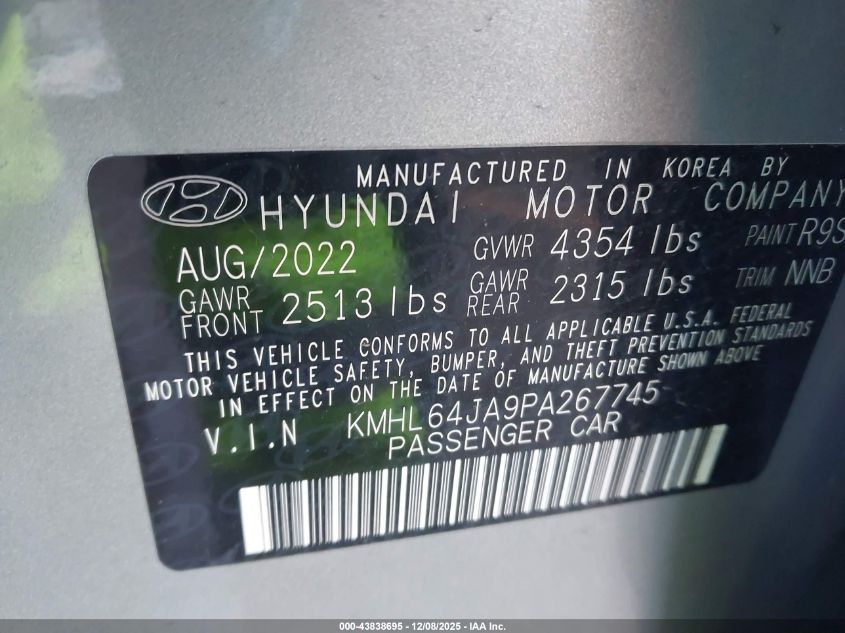 MANUFACTURED IN KOREA BY
HYUNDAI MOTOR COMPANY
AUG/2022 GVWR 4354 lbs PAINT R9S
GAWR FRONT 2513 lbs GAWR REAR 2315 lbs TRIM NNB
THIS VEHICLE CONFORMS TO ALL APPLICABLE U.S.A. FEDERAL
MOTOR VEHICLE SAFETY, BUMPER, AND THEFT PREVENTION STANDARDS
IN EFFECT ON THE DATE OF MANUFACTURE SHOWN ABOVE
V.I.N KMHL64JA9PA267745
PASSENGER CAR
000-43838695 - 12/08/2025 - IAA Inc.